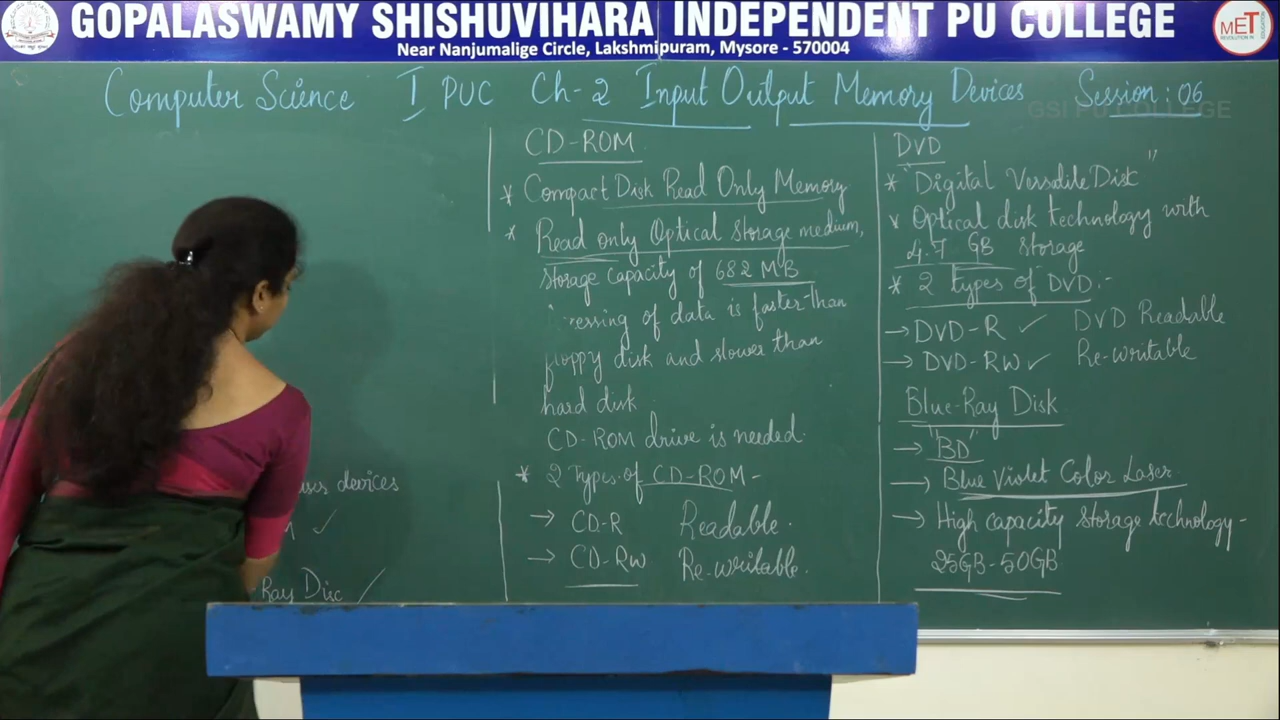 GOPALASWAMY SHISHUVIHARA INDEPENDENT PU COLLEGE
Near Nanjumalige Circle, Lakshmipuram, Mysore - 570004
MET
Computer Science I PUC Ch-2 Input Output Memory Devices Session: 06
GSI PU COLLEGE
devices
Ray Disc
CD-ROM
* Compact Disk Read Only Memory
* Read only Optical storage medium,
storage capacity of 682 MB
of data is faster than
disk and slower than
hard disk
CD-ROM drive is needed.
* 2 Types of CD-ROM -
→ CD-R Readable.
→ CD-RW Re-writable.
DVD
* "Digital Versatile Disk"
* Optical disk technology with
4.7 GB storage
* 2 types of DVD:-
→ DVD-R ✓ DVD Readable
→ DVD-RW ✓ Re-writable
Blue-Ray Disk
→ "BD"
→ Blue Violet Color Laser.
→ High capacity storage technology -
25GB-50GB